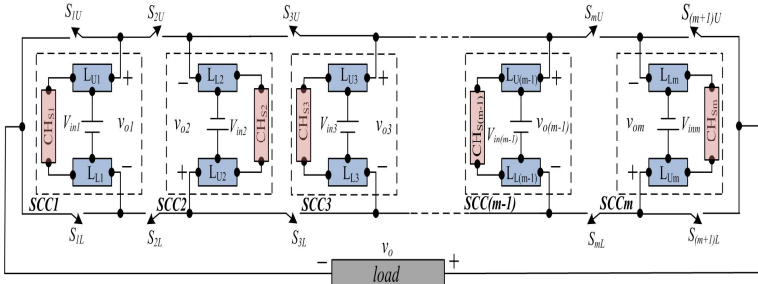 S1U S2U S3U SmU S(m+1)U
LU1 + − LL2 LU3 + LU(m-1) + − LLm
CHS1 Vin1 vo1 vo2 Vin2 CHS2 CHS3 Vin3 vo3 CHS(m-1) Vin(m-1) vo(m-1) vom Vinm CHSm
LL1 − + LU2 LL3 − LL(m-1) − + LUm
SCC1 SCC2 SCC3 SCC(m-1) SCCm
S1L S2L S3L SmL S(m+1)L
vo
− load +